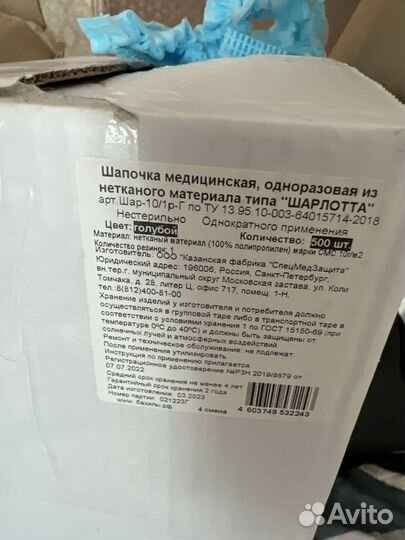 Шапочка медицинская, одноразовая из
нетканого материала типа "ШАРЛОТТА"
арт.Шар-10/1р-Г по ТУ 13.95.10-003-64015714-2018
Нестерильно Однократного применения
Цвет: голубой Количество: 500 шт.
Материал: нетканый материал (100% полипропилен) марки СМС 10г/м2
Количество резинок: 1
Изготовитель: ООО "Казанская фабрика "СпецМедЗащита"
Юридический адрес: 196006, Россия, Санкт-Петербург,
вн.тер.г. муниципальный округ Московская застава, ул. Коли
Томчака, д. 28, литер Ц, офис 717, помещ. 1-Н,
тел.:8(812)400-81-00
Хранение изделий у изготовителя и потребителя должно
осуществляться в групповой таре либо в транспортной таре в
соответствии с условиями хранения 1 по ГОСТ 15150-69 (при
температуре 0°С до 40°С) и должны быть защищены от
солнечных лучей и атмосферных воздействий
Ремонт и техническое обслуживание: не подлежат
После применения утилизировать.
Инструкция по применению прилагается.
Регистрационное удостоверение №РЗН 2019/8679 от
07.07.2022
Средний срок хранения не менее 4 лет
Гарантийный срок хранения 2 года
Дата изготовления: 03.2023
Номер партии: 021223Г
www.бахилы.рф 4 смена
4 603749 532243
Avito